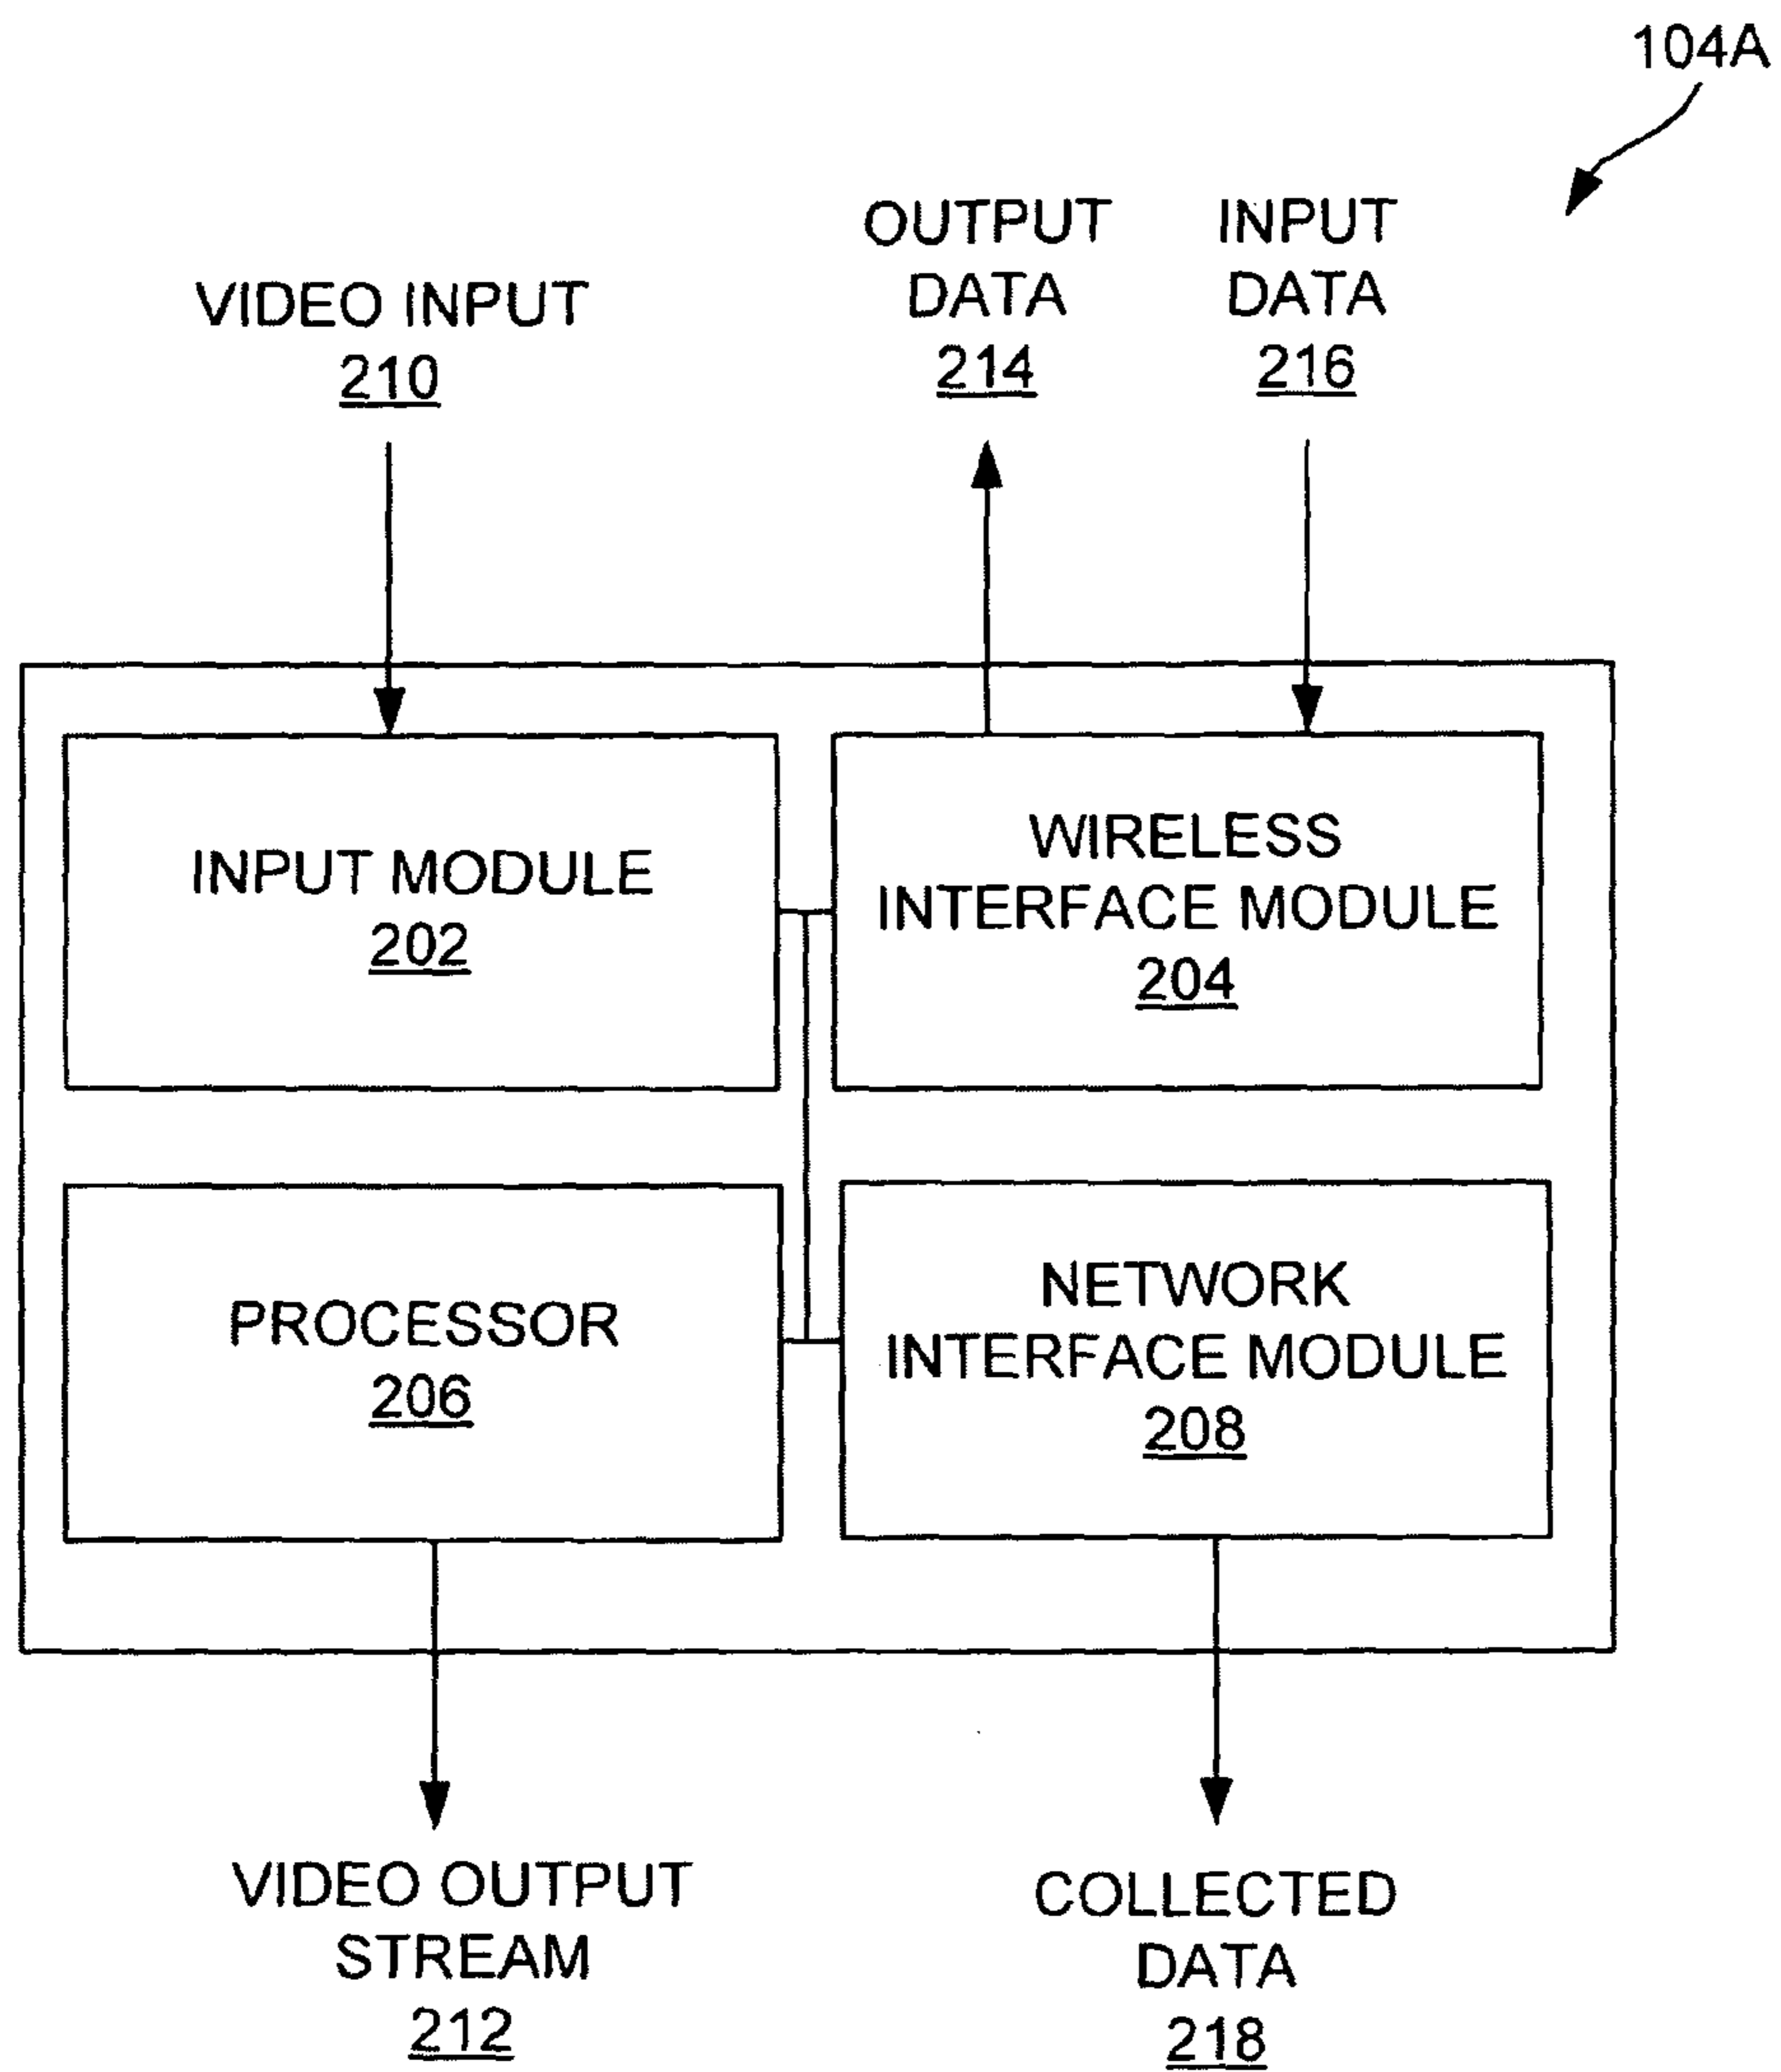 104A
VIDEO INPUT
210
OUTPUT
DATA
214
INPUT
DATA
216
INPUT MODULE
202
WIRELESS
INTERFACE MODULE
204
PROCESSOR
206
NETWORK
INTERFACE MODULE
208
VIDEO OUTPUT
STREAM
212
COLLECTED
DATA
218